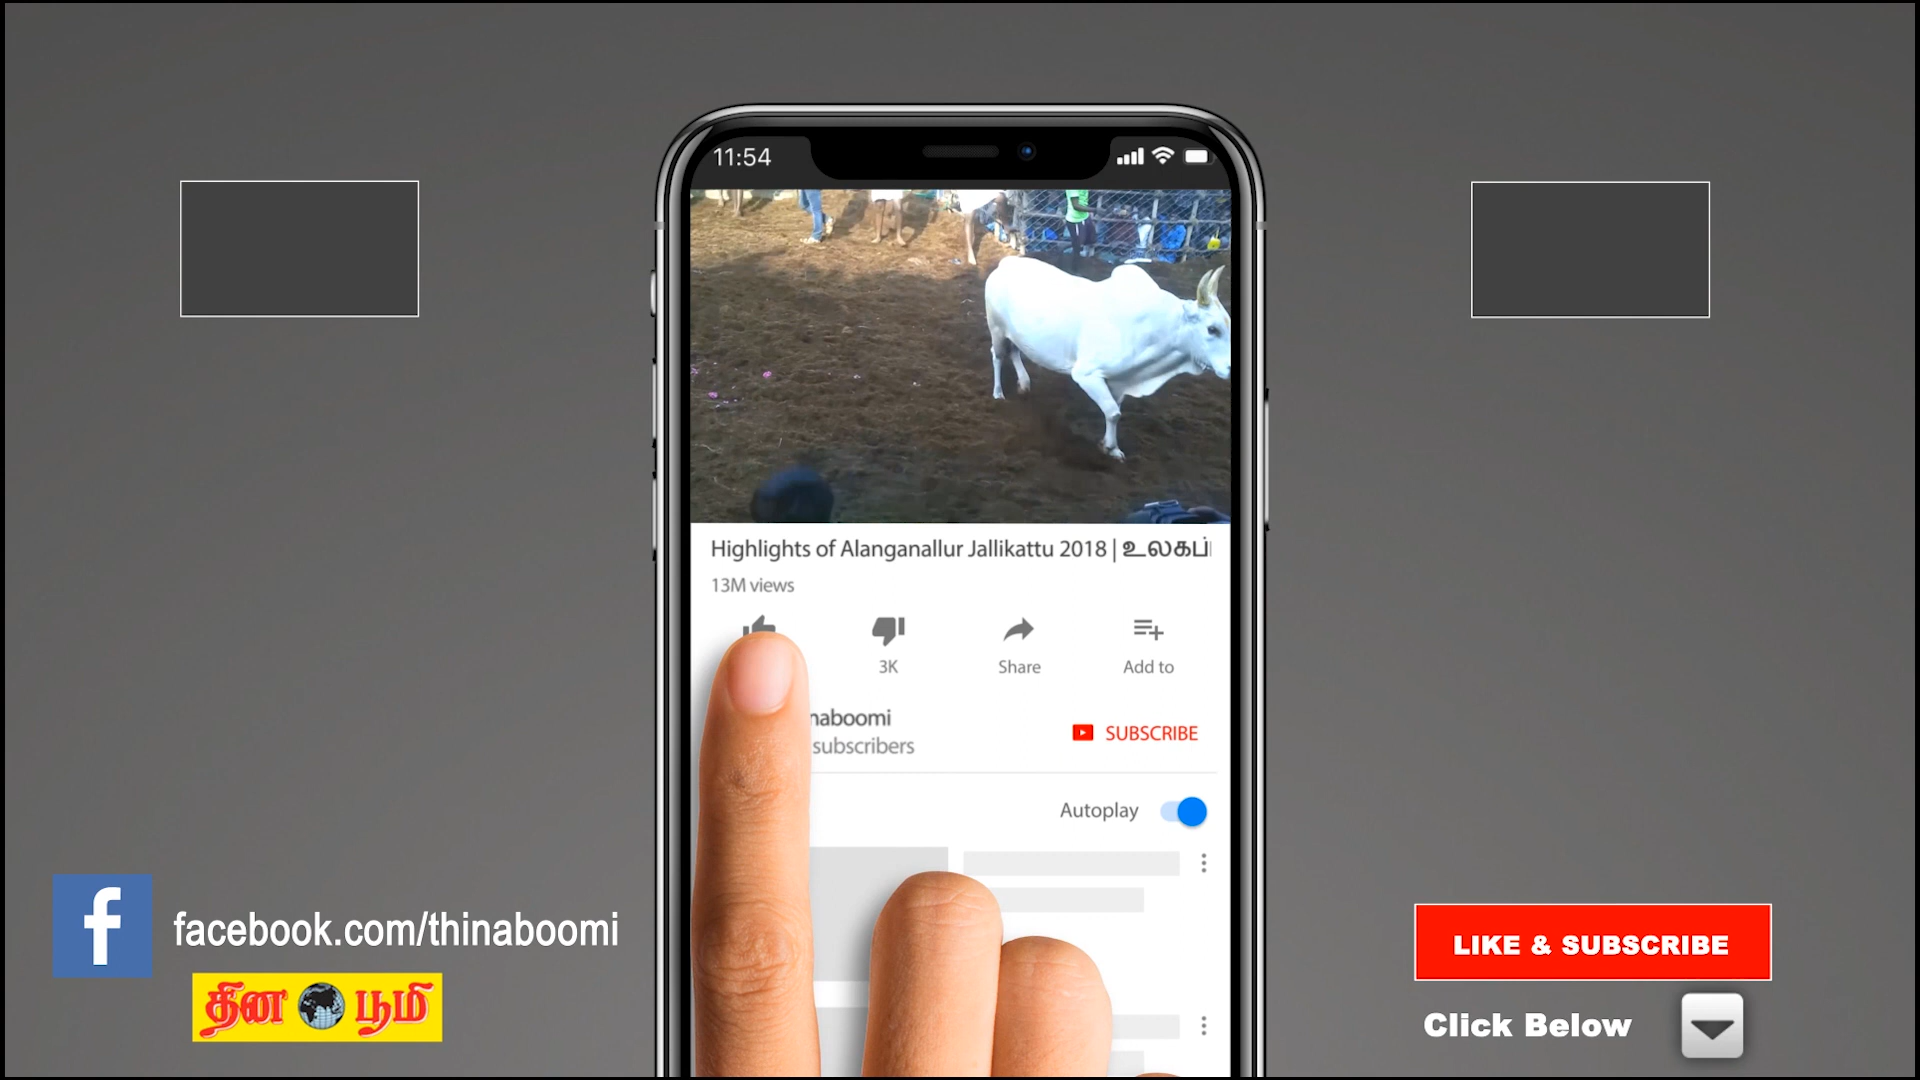 11:54
Highlights of Alanganallur Jallikattu 2018 | உலகப்
13M views
3K
Share
Add to
naboomi
subscribers
SUBSCRIBE
Autoplay
facebook.com/thinaboomi
தின பூமி
LIKE & SUBSCRIBE
Click Below